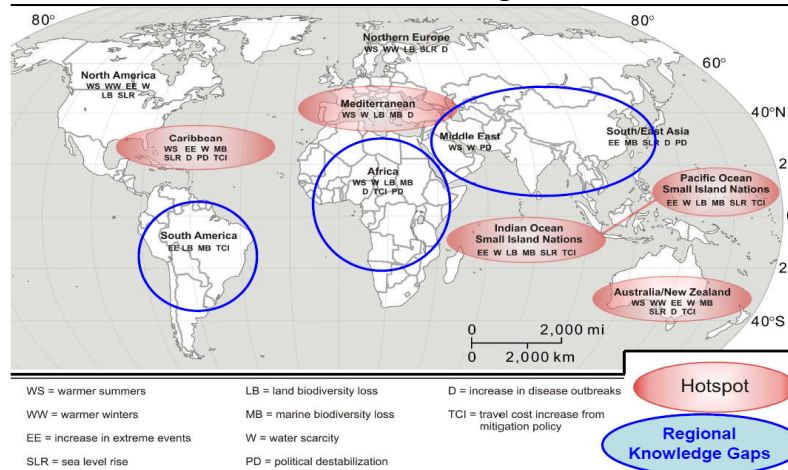 80°
80°
Northern Europe
WS WW LB SLR D
North America
WS WW EE W
LB SLR
60°
Mediterranean
WS W LB MB D
40°N
Caribbean
WS EE W MB
SLR D PD TCI
Middle East
WS W PD
South/East Asia
EE MB SLR D PD
Africa
WS W LB MB
D TCI PD
2
Pacific Ocean
Small Island Nations
EE W LB MB SLR TCI
South America
EE LB MB TCI
Indian Ocean
Small Island Nations
EE W LB MB SLR TCI
2
Australia/New Zealand
WS WW EE W MB
SLR D TCI
40°S
0 2,000 mi
0 2,000 km
WS = warmer summers
WW = warmer winters
EE = increase in extreme events
SLR = sea level rise
LB = land biodiversity loss
MB = marine biodiversity loss
W = water scarcity
PD = political destabilization
D = increase in disease outbreaks
TCI = travel cost increase from
mitigation policy
Hotspot
Regional
Knowledge Gaps